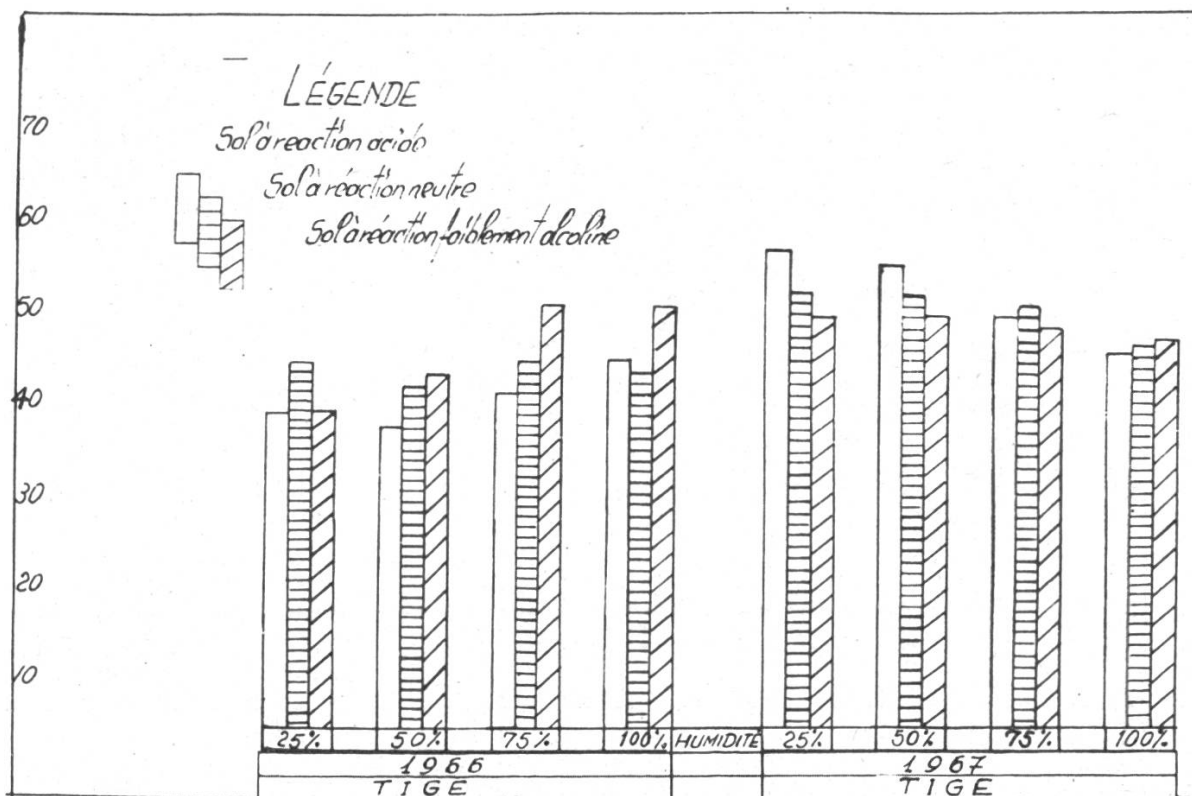 LÉGENDE
Sol à reaction acide
Sol à réaction neutre
Sol à réaction faiblement alcaline
70
60
50
40
30
20
10
25% 50% 75% 100% HUMIDITÉ 25% 50% 75% 100%
1966 1967
TIGE TIGE